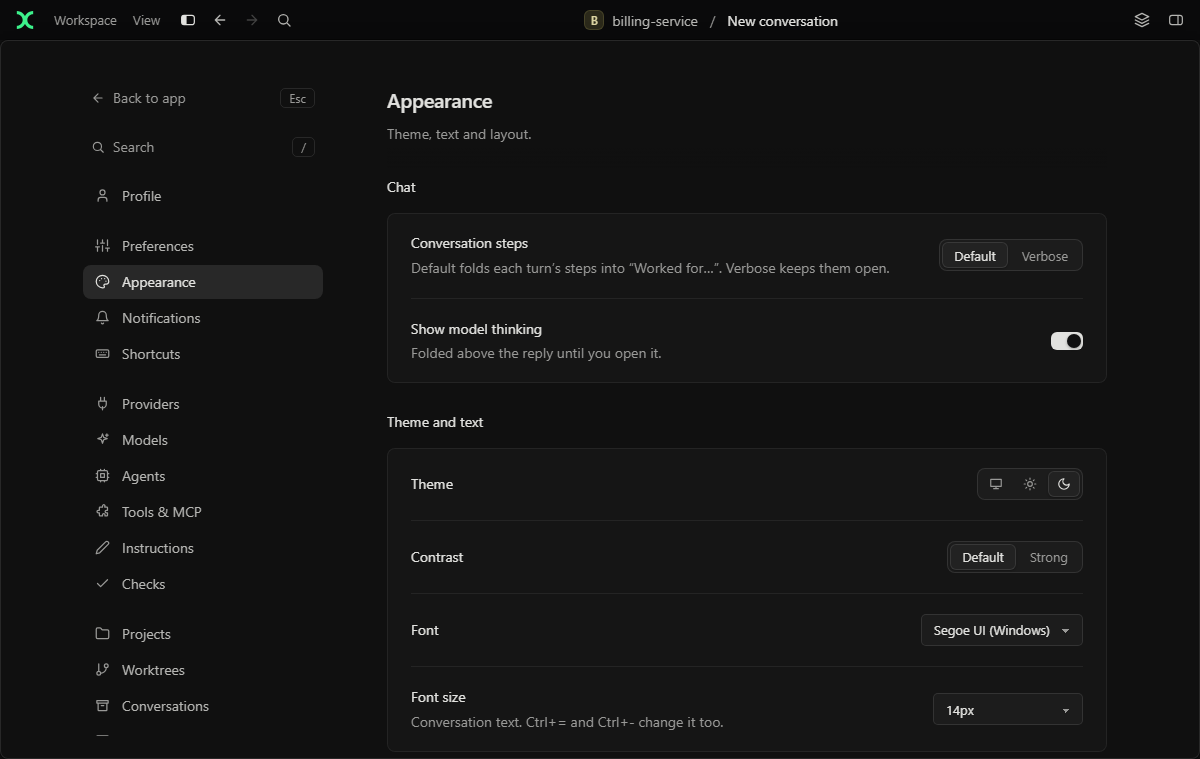 Workspace View
B billing-service / New conversation
Back to app Esc
Search /
Profile
Preferences
Appearance
Notifications
Shortcuts
Providers
Models
Agents
Tools & MCP
Instructions
Checks
Projects
Worktrees
Conversations
Appearance
Theme, text and layout.
Chat
Conversation steps
Default folds each turn’s steps into “Worked for…”. Verbose keeps them open.
Default Verbose
Show model thinking
Folded above the reply until you open it.
Theme and text
Theme
Contrast
Default Strong
Font
Segoe UI (Windows)
Font size
Conversation text. Ctrl+= and Ctrl+- change it too.
14px